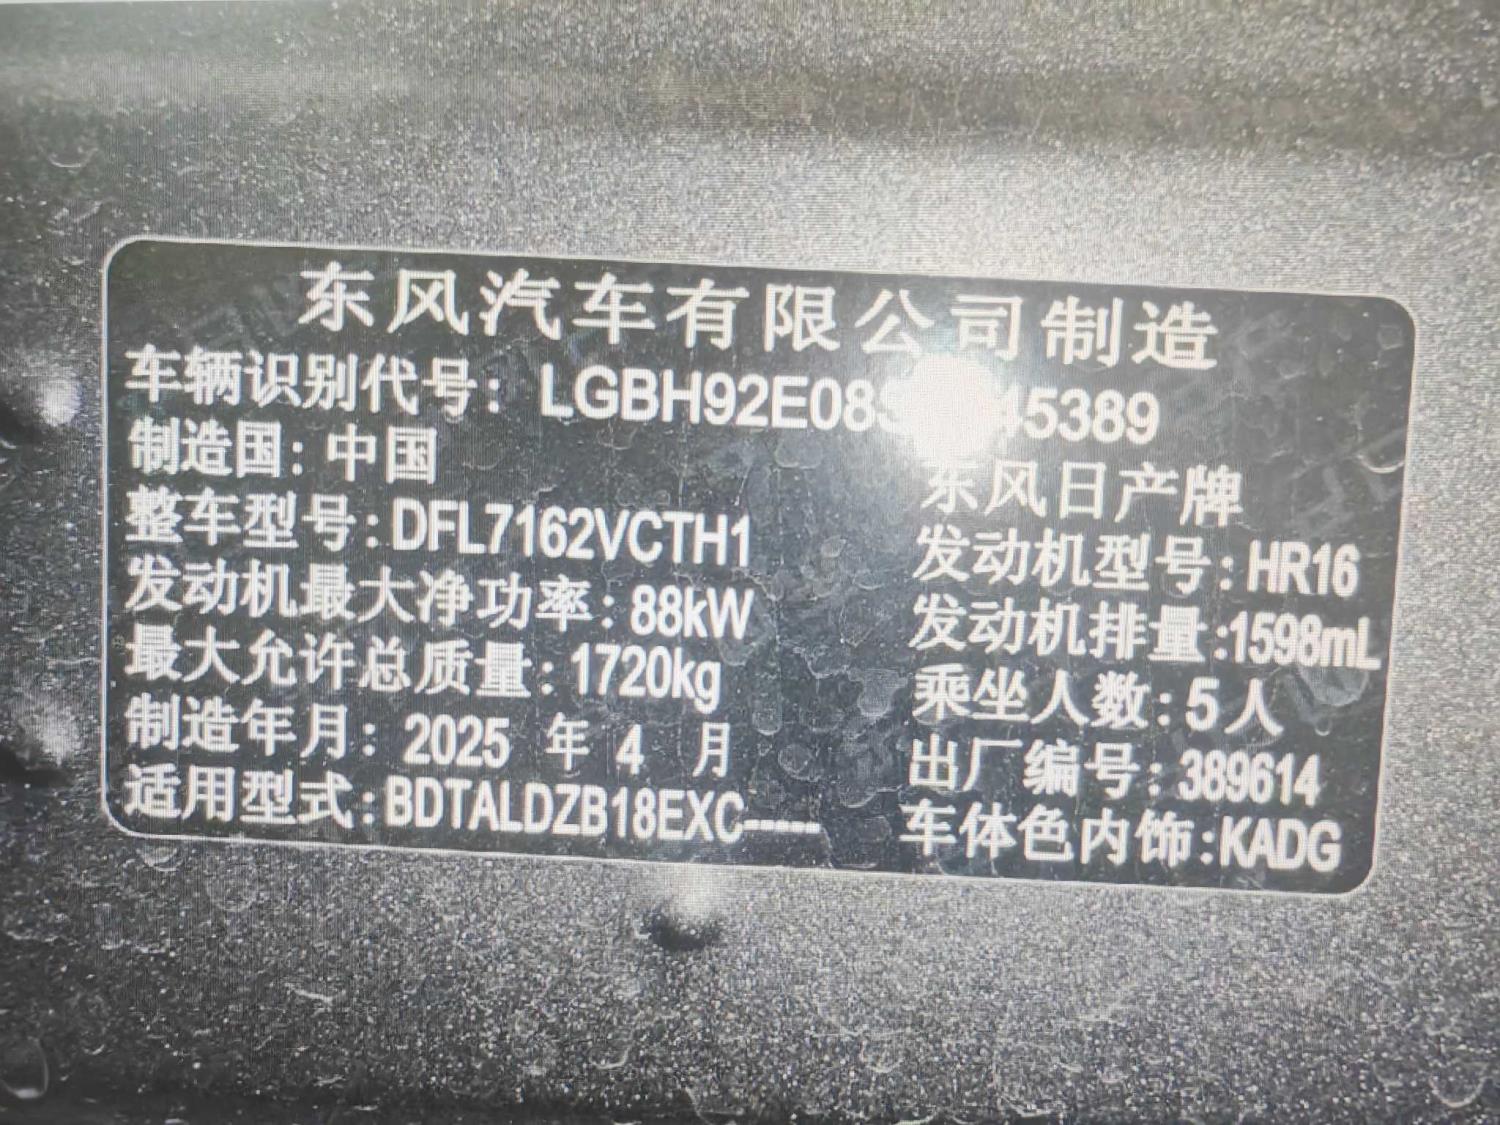 东风汽车有限公司制造
车辆识别代号：
制造国：中国
东风日产牌
整车型号：DFL7162VCTH1
发动机型号：HR16
发动机最大净功率：88kW
发动机排量：1598mL
最大允许总质量：1720kg
乘坐人数：5人
制造年月：2025 年 4 月
出厂编号：389614
适用型式：BDTALDZB18EXC-----
车体色内饰：KADG